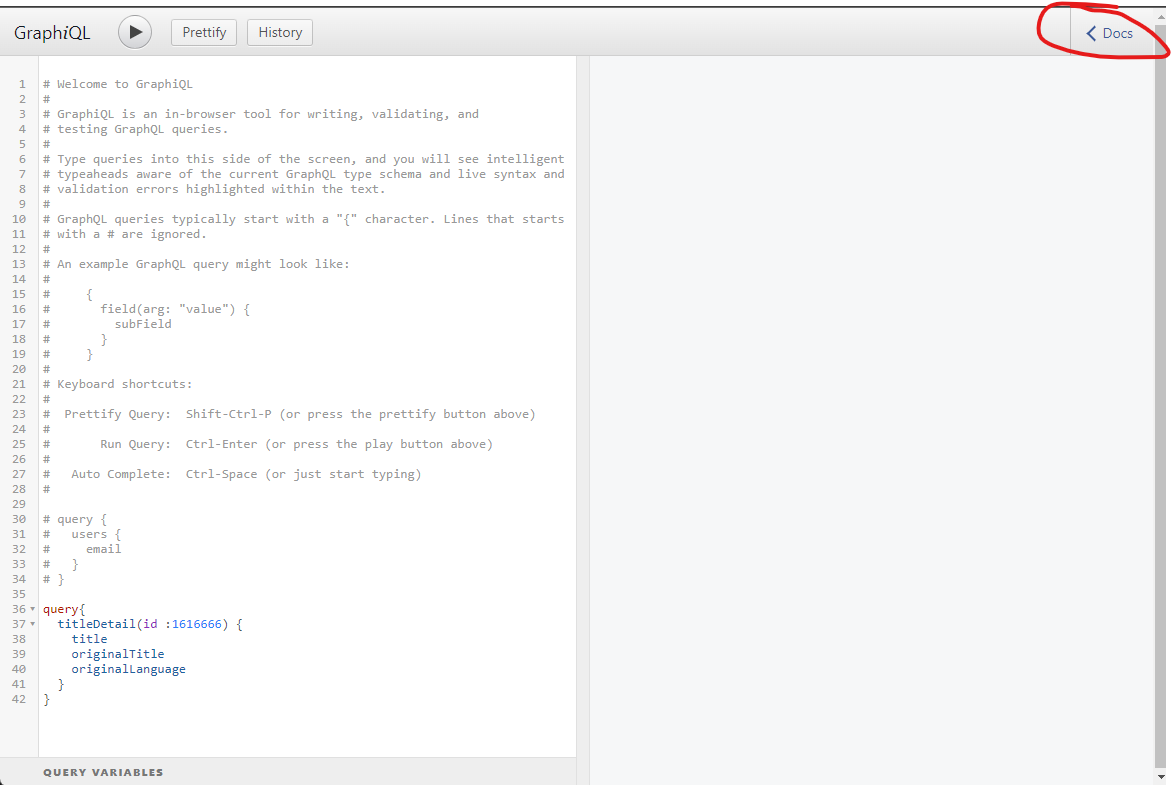 GraphiQL Prettify History Docs
1 # Welcome to GraphiQL
2 #
3 # GraphiQL is an in-browser tool for writing, validating, and
4 # testing GraphQL queries.
5 #
6 # Type queries into this side of the screen, and you will see intelligent
7 # typeaheads aware of the current GraphQL type schema and live syntax and
8 # validation errors highlighted within the text.
9 #
10 # GraphQL queries typically start with a "{" character. Lines that starts
11 # with a # are ignored.
12 #
13 # An example GraphQL query might look like:
14 #
15 #     {
16 #       field(arg: "value") {
17 #         subField
18 #       }
19 #     }
20 #
21 # Keyboard shortcuts:
22 #
23 #  Prettify Query:  Shift-Ctrl-P (or press the prettify button above)
24 #
25 #       Run Query:  Ctrl-Enter (or press the play button above)
26 #
27 #   Auto Complete:  Ctrl-Space (or just start typing)
28 #
29
30 # query {
31 #   users {
32 #     email
33 #   }
34 # }
35
36 query{
37   titleDetail(id :1616666) {
38     title
39     originalTitle
40     originalLanguage
41   }
42 }
QUERY VARIABLES